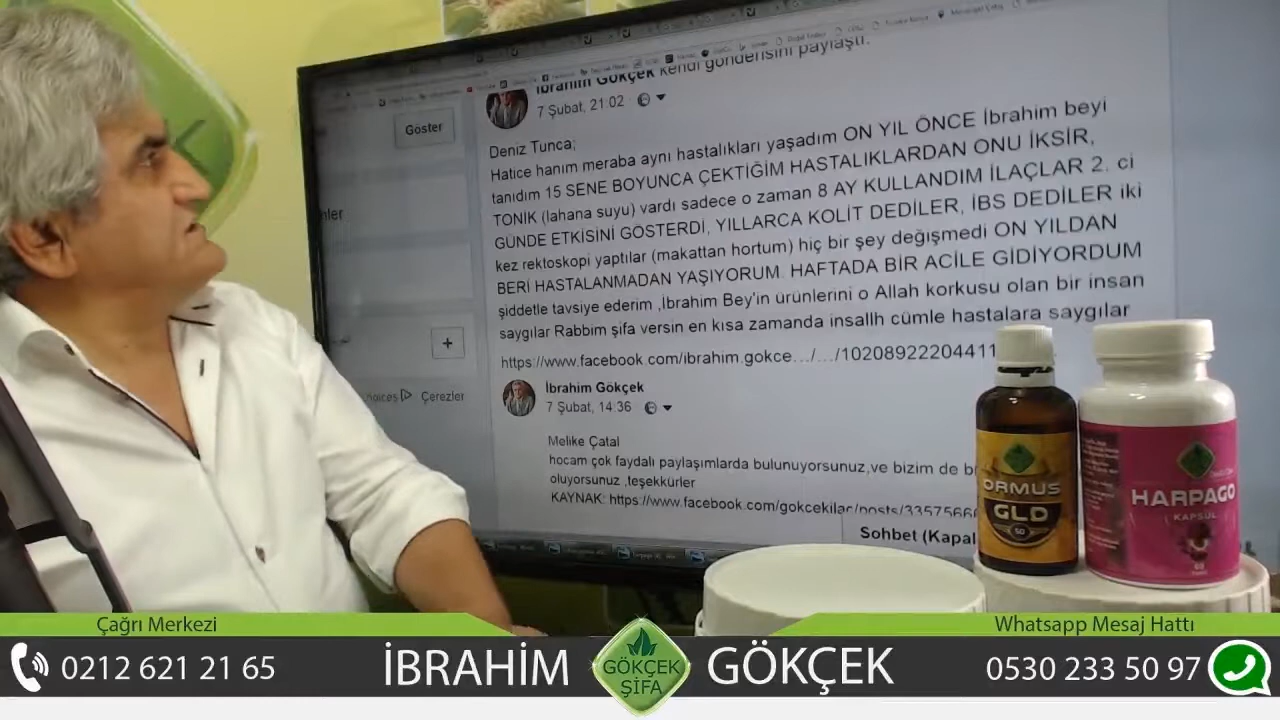 İbrahim Gökçek kendi gönderisini paylaştı.
7 Şubat, 21:02
Göster
Deniz Tunca;
Hatice hanım meraba aynı hastalıkları yaşadım ON YIL ÖNCE İbrahim beyi
tanıdım 15 SENE BOYUNCA ÇEKTİĞİM HASTALIKLARDAN ONU İKSİR,
TONIK (lahana suyu) vardı sadece o zaman 8 AY KULLANDIM İLAÇLAR 2. ci
GÜNDE ETKİSİNİ GÖSTERDİ, YILLARCA KOLİT DEDİLER, İBS DEDİLER iki
kez rektoskopi yaptılar (makattan hortum) hiç bir şey değışmedi ON YILDAN
BERİ HASTALANMADAN YAŞIYORUM. HAFTADA BİR ACİLE GİDİYORDUM
şiddetle tavsiye ederim ,Ibrahim Bey'in ürünlerini o Allah korkusu olan bir insan
saygılar Rabbim şifa versin en kısa zamanda insallh cümle hastalara saygılar
https://www.facebook.com/ibrahim.gokce…/…/10208922204411
+
Çerezler
İbrahim Gökçek
7 Şubat, 14:36
Melike Çatal
hocam çok faydalı paylaşımlarda bulunuyorsunuz,ve bizim de
oluyorsunuz ,teşekkürler
KAYNAK: https://www.facebook.com/gokcekilac/posts/3357566
Sohbet (Kapal
ORMUS
GLD
50
HARPAGO
KAPSÜL
Çağrı Merkezi
0212 621 21 65
İBRAHİM
GÖKÇEK
ŞİFA
GÖKÇEK
Whatsapp Mesaj Hattı
0530 233 50 97